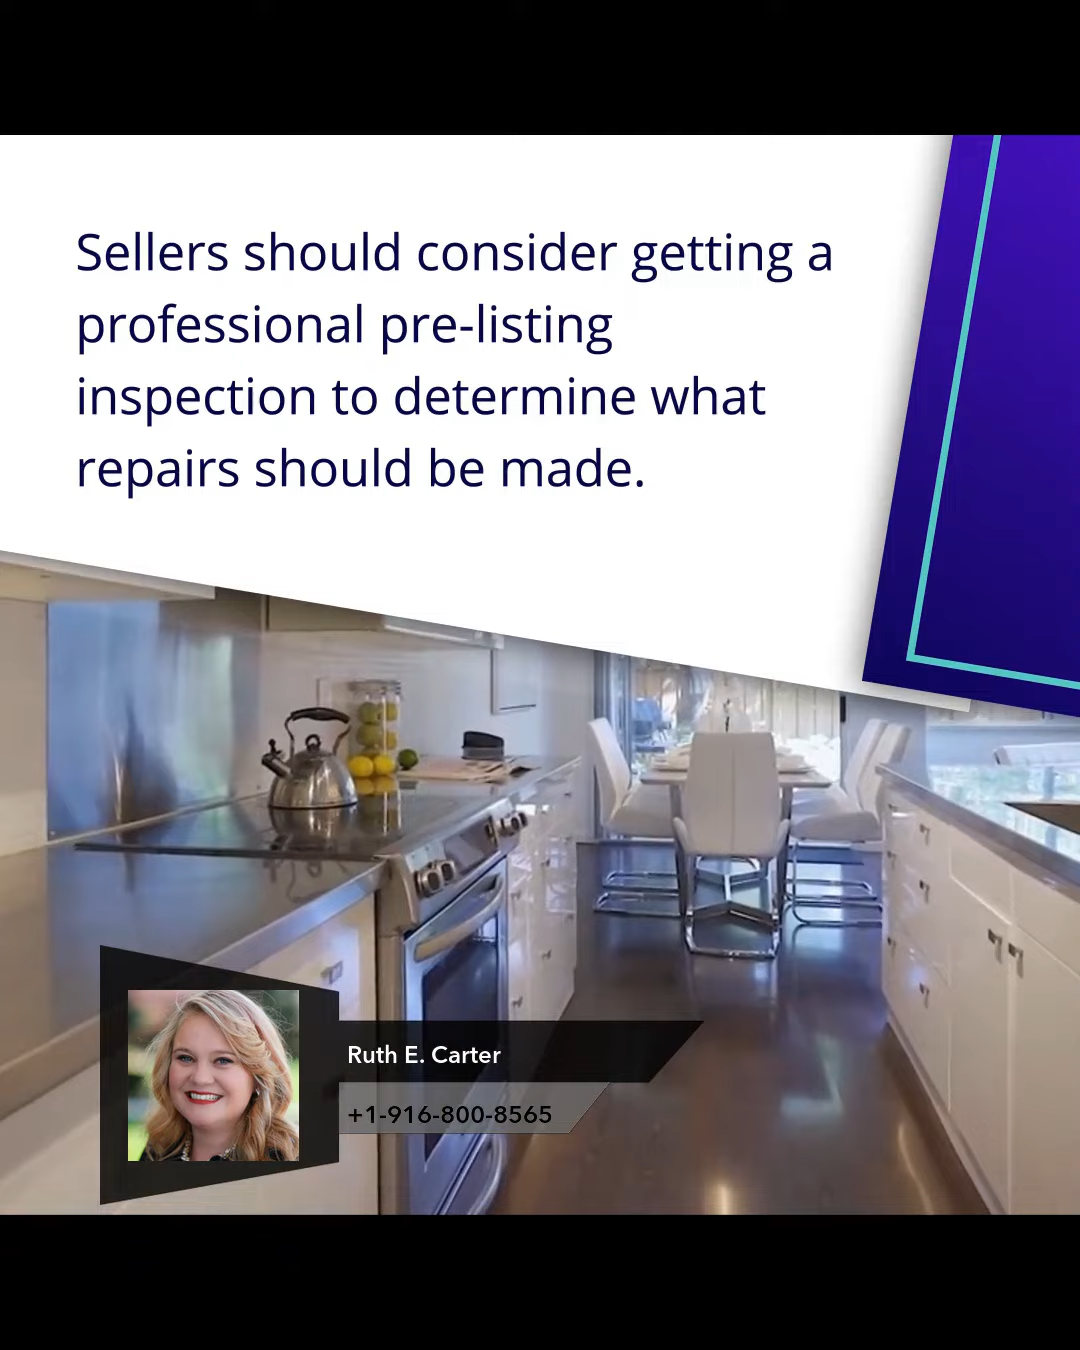 Sellers should consider getting a
professional pre-listing
inspection to determine what
repairs should be made.
Ruth E. Carter
+1-916-800-8565